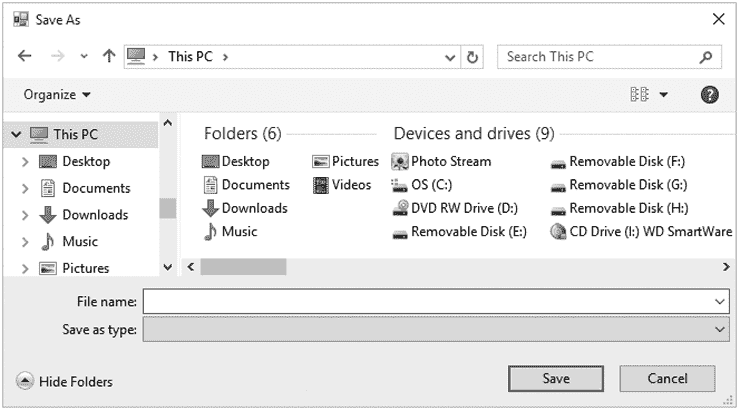 Save As
This PC
Search This PC
Organize
This PC
Desktop
Documents
Downloads
Music
Pictures
Folders (6)
Desktop
Pictures
Documents
Videos
Downloads
Music
Devices and drives (9)
Photo Stream
Removable Disk (F:)
OS (C:)
Removable Disk (G:)
DVD RW Drive (D:)
Removable Disk (H:)
Removable Disk (E:)
CD Drive (I:) WD SmartWare
File name:
Save as type:
Hide Folders
Save
Cancel